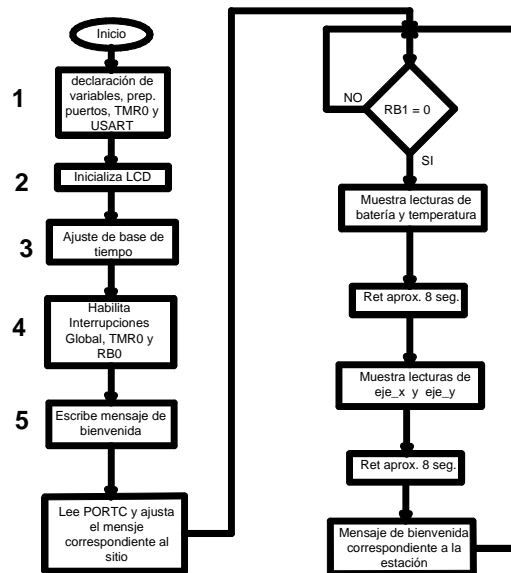 Inicio
1
declaración de
variables, prep.
puertos, TMR0 y
USART
2
Inicializa LCD
3
Ajuste de base de
tiempo
4
Habilita
Interrupciones
Global, TMR0 y
RB0
5
Escribe mensaje de
bienvenida
Lee PORTC y ajusta
el mensje
correspondiente al
sitio
NO
RB1 = 0
SI
Muestra lecturas de
batería y temperatura
Ret aprox. 8 seg.
Muestra lecturas de
eje_x y eje_y
Ret aprox. 8 seg.
Mensaje de bienvenida
correspondiente a la
estación